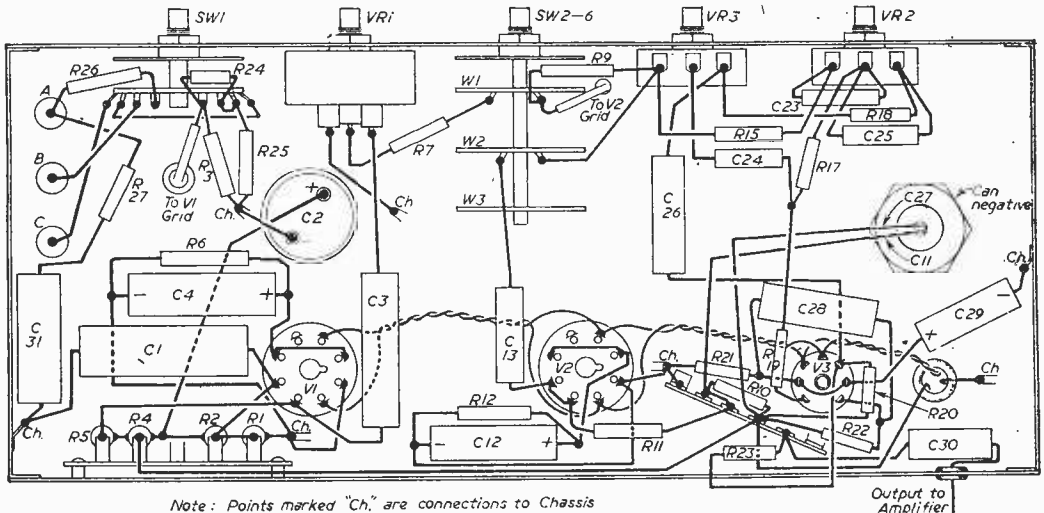 SW1
VR1
SW2-6
VR3
VR2
R26
R24
A
B
C
R27
R3
R25
To V1 Grid
Ch.
C2
+
R7
W1
W2
W3
R9
To V2 Grid
Ch
C23
R18
R15
C25
C24
R17
C26
C27
C11
Can negative
Ch.
R6
- C4 +
C1
C31
C3
C13
V1
V2
C28
C29
+ -
Ch.
R21
R10
R19
V3
Ch
R20
R22
R23
C30
R12
- C12 +
R11
Ch.
R5
R4
R2
R1
Ch.
Note: Points marked "Ch," are connections to Chassis
Output to Amplifier